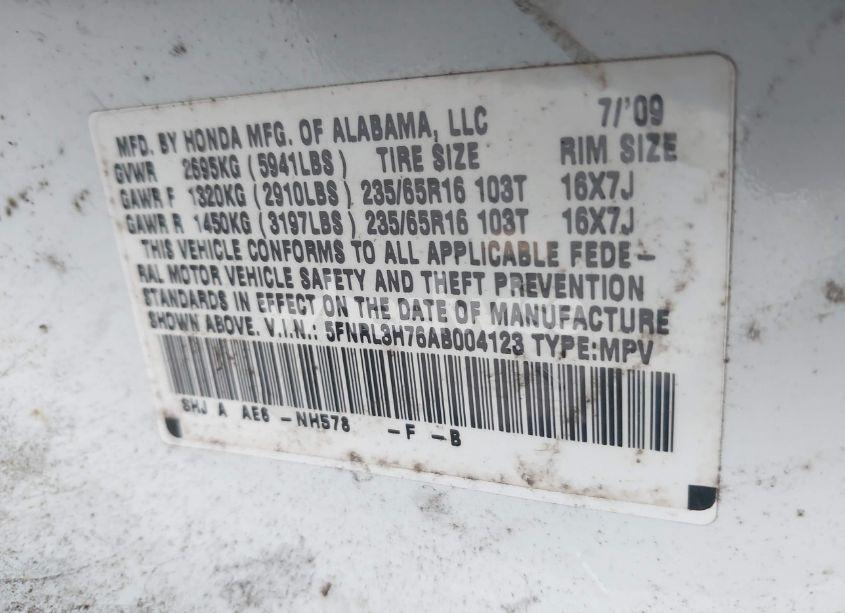 MFD. BY HONDA MFG. OF ALABAMA, LLC 7/'09
GVWR 2695KG (5941LBS) TIRE SIZE RIM SIZE
GAWR F 1320KG (2910LBS) 235/65R16 103T 16X7J
GAWR R 1450KG (3197LBS) 235/65R16 103T 16X7J
THIS VEHICLE CONFORMS TO ALL APPLICABLE FEDE-
RAL MOTOR VEHICLE SAFETY AND THEFT PREVENTION
STANDARDS IN EFFECT ON THE DATE OF MANUFACTURE
SHOWN ABOVE. V.I.N.: 5FNRL3H76AB004123 TYPE:MPV
SHJ A AE6 -NH578 -F -B